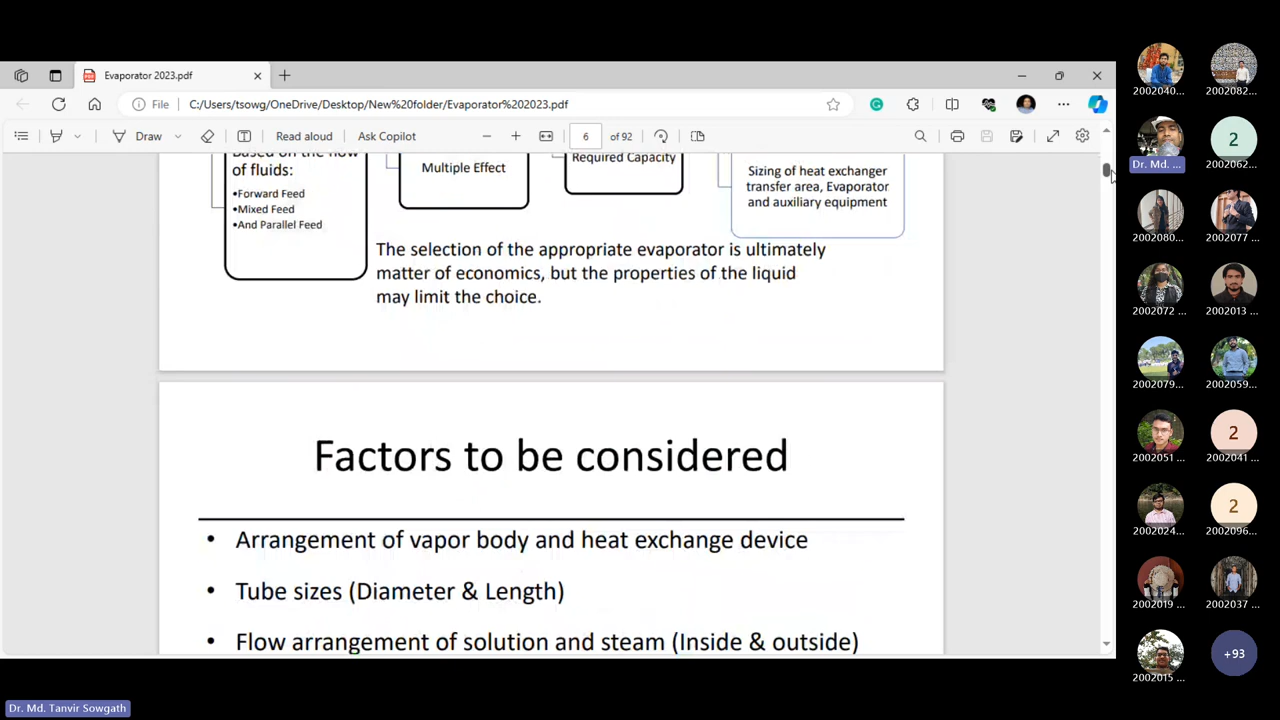 Evaporator 2023.pdf
File
C:/Users/tsowg/OneDrive/Desktop/New%20folder/Evaporator%202023.pdf
Draw
Read aloud
Ask Copilot
6 of 92
Based on the flow
of fluids:
•Forward Feed
•Mixed Feed
•And Parallel Feed
Multiple Effect
Required Capacity
Sizing of heat exchanger
transfer area, Evaporator
and auxiliary equipment
The selection of the appropriate evaporator is ultimately
matter of economics, but the properties of the liquid
may limit the choice.
Factors to be considered
• Arrangement of vapor body and heat exchange device
• Tube sizes (Diameter & Length)
• Flow arrangement of solution and steam (Inside & outside)
2002040...
2002082...
Dr. Md. ...
2
2002062...
2002080...
2002077 ...
2002072 ...
2002013 ...
2002079...
2002059...
2002051 ...
2
2002041 ...
2002024 ...
2
2002096...
2002019 ...
2002037 ...
2002015 ...
+93
Dr. Md. Tanvir Sowgath